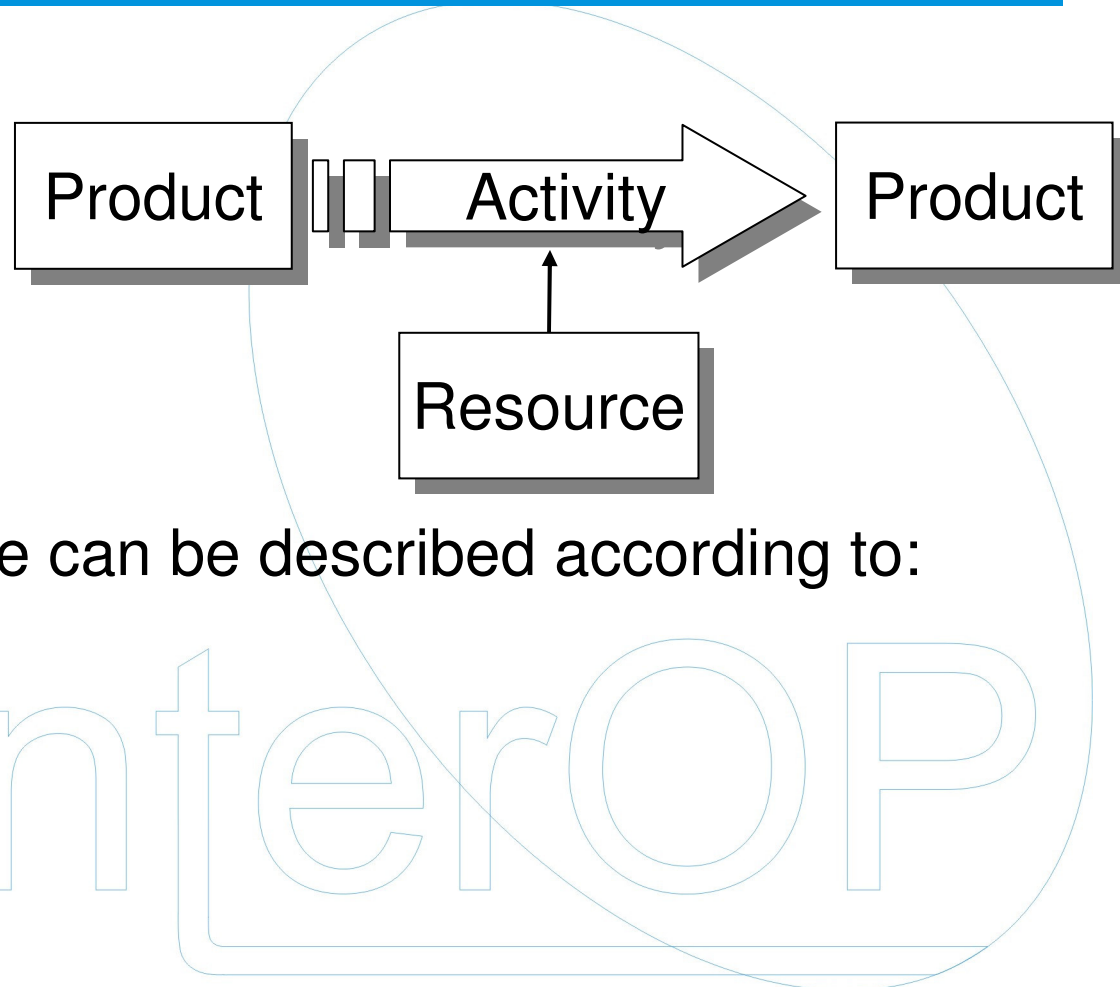 Product
Activity
Product
Resource
e can be described according to:
nterOP